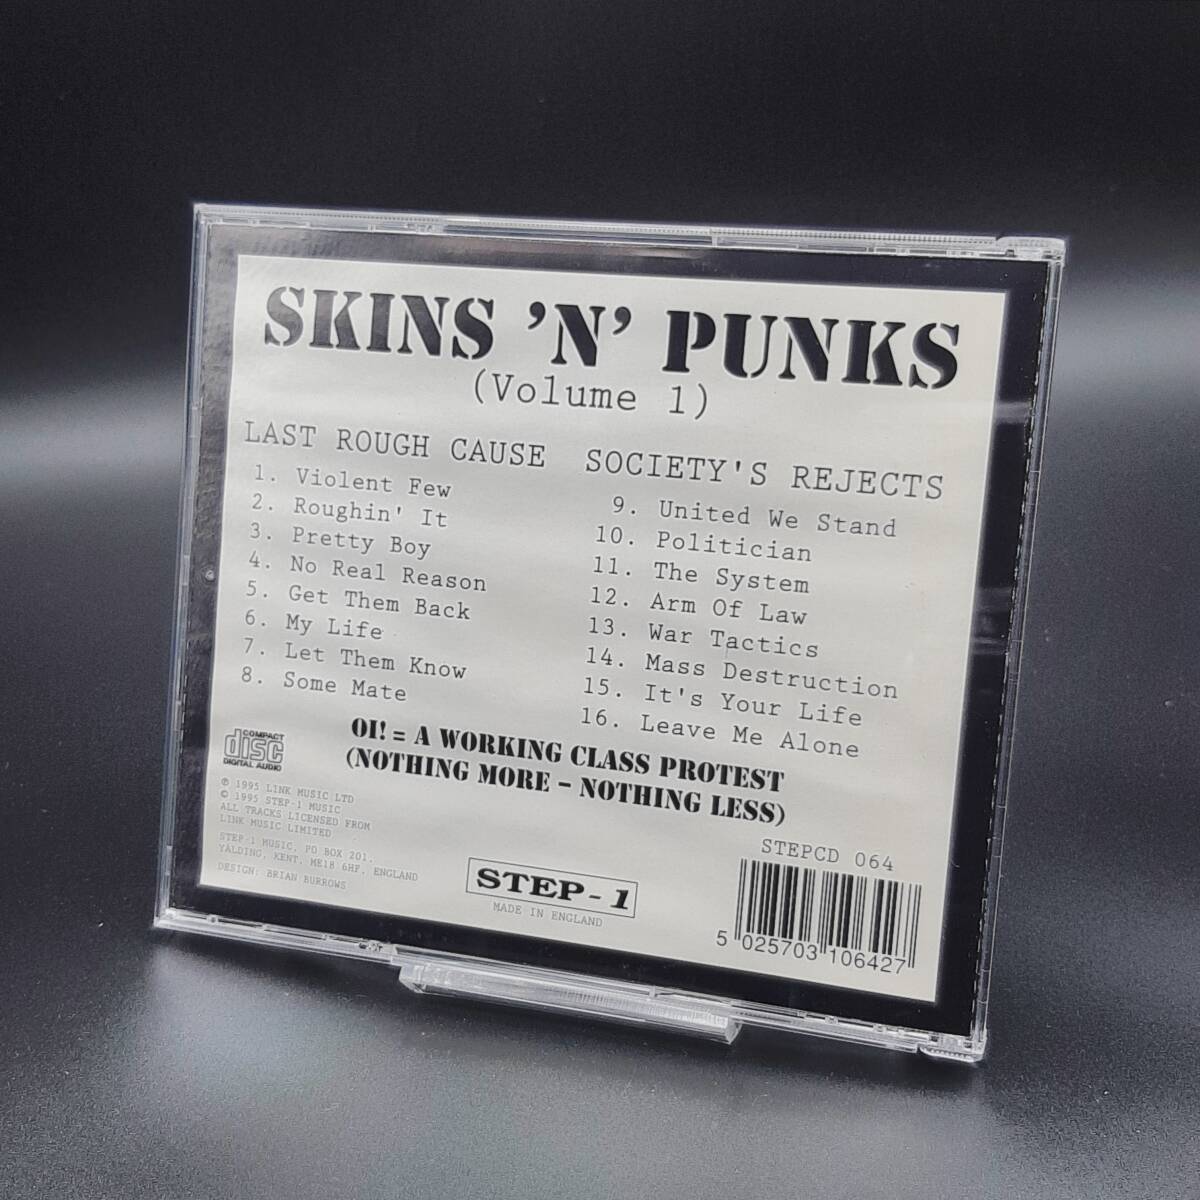 SKINS 'N' PUNKS
(Volume 1)
LAST ROUGH CAUSE
1. Violent Few
2. Roughin' It
3. Pretty Boy
4. No Real Reason
5. Get Them Back
6. My Life
7. Let Them Know
8. Some Mate
SOCIETY'S REJECTS
9. United We Stand
10. Politician
11. The System
12. Arm Of Law
13. War Tactics
14. Mass Destruction
15. It's Your Life
16. Leave Me Alone
OI! = A WORKING CLASS PROTEST
(NOTHING MORE – NOTHING LESS)
COMPACT
disc
DIGITAL AUDIO
℗ 1995 LINK MUSIC LTD
© 1995 STEP-1 MUSIC
ALL TRACKS LICENSED FROM
LINK MUSIC LIMITED
STEP-1 MUSIC, PO BOX 201,
YALDING, KENT, ME18 6HF, ENGLAND
DESIGN: BRIAN BURROWS
STEP-1
MADE IN ENGLAND
STEPCD 064
5 025703 106427